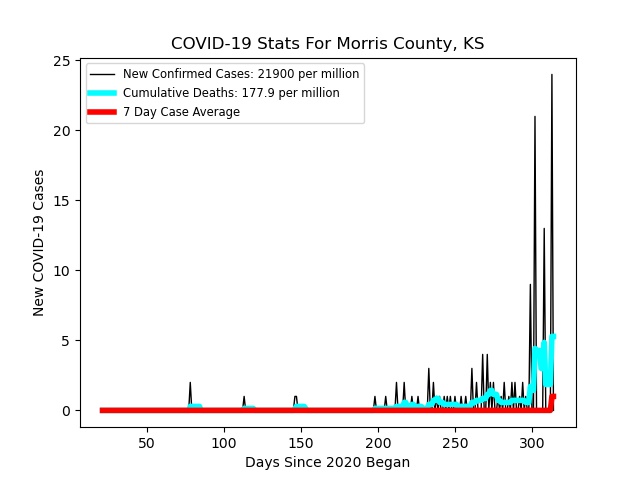 COVID-19 Stats For Morris County, KS
New Confirmed Cases: 21900 per million
Cumulative Deaths: 177.9 per million
7 Day Case Average
25
20
15
10
5
0
New COVID-19 Cases
50 100 150 200 250 300
Days Since 2020 Began